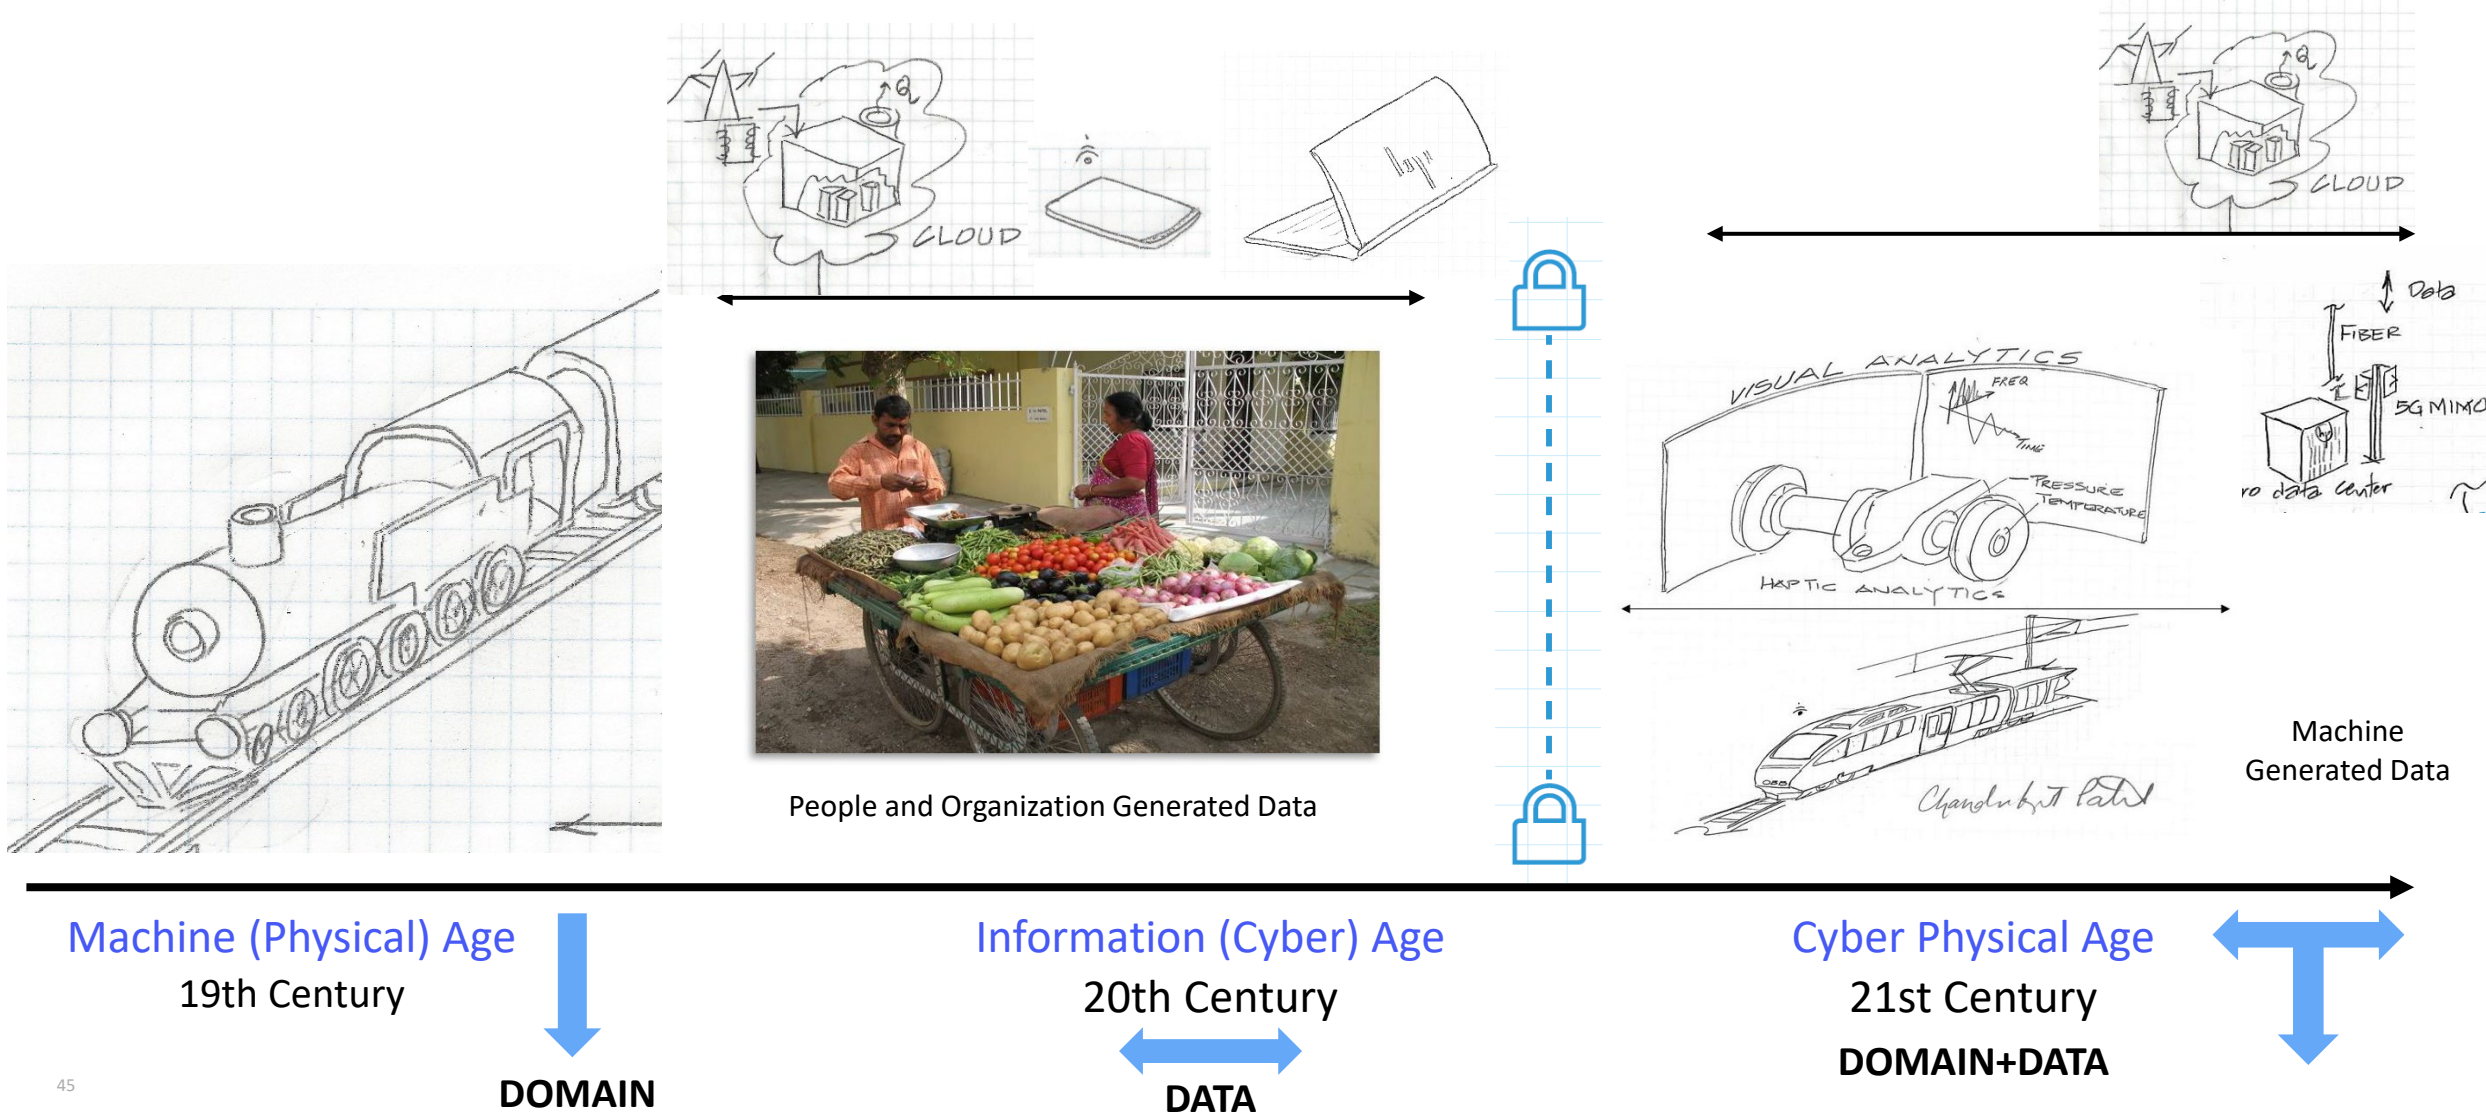 CLOUD
hp
CLOUD
Data
FIBER
5G MIMO
ro data center
VISUAL ANALYTICS
FREQ
TIME
PRESSURE
TEMPERATURE
HAPTIC ANALYTICS
Machine
Generated Data
People and Organization Generated Data
Machine (Physical) Age
19th Century
DOMAIN
Information (Cyber) Age
20th Century
DATA
Cyber Physical Age
21st Century
DOMAIN+DATA
45